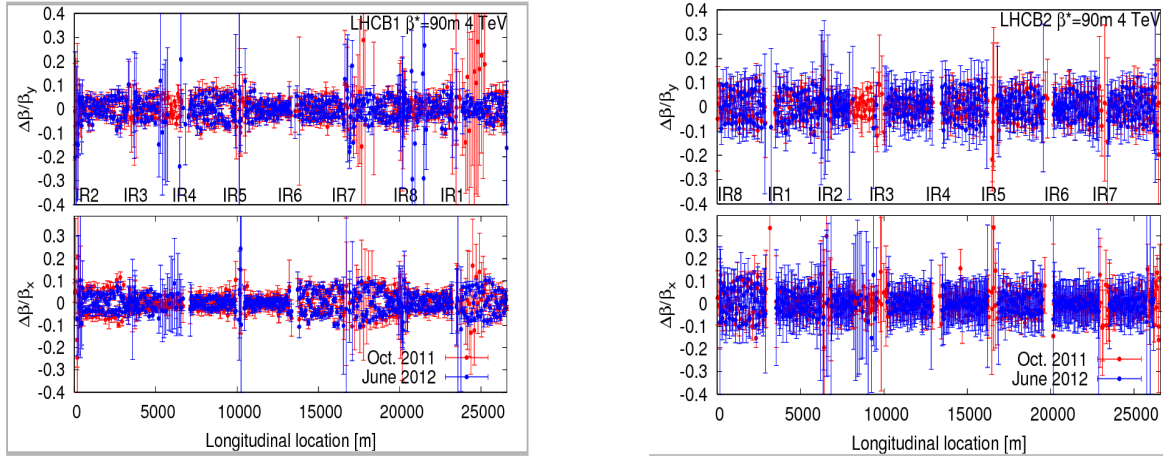 LHCB1 β*=90m 4 TeV
0.4
0.3
0.2
0.1
0
-0.1
-0.2
-0.3
-0.4
Δβ/βy
IR2 IR3 IR4 IR5 IR6 IR7 IR8 IR1
0.3
0.2
0.1
0
-0.1
-0.2
-0.3
-0.4
Δβ/βx
Oct. 2011
June 2012
0 5000 10000 15000 20000 25000
Longitudinal location [m]
LHCB2 β*=90m 4 TeV
0.4
0.3
0.2
0.1
0
-0.1
-0.2
-0.3
-0.4
Δβ/βy
IR8 IR1 IR2 IR3 IR4 IR5 IR6 IR7
0.3
0.2
0.1
0
-0.1
-0.2
-0.3
-0.4
Δβ/βx
Oct. 2011
June 2012
0 5000 10000 15000 20000 25000
Longitudinal location [m]